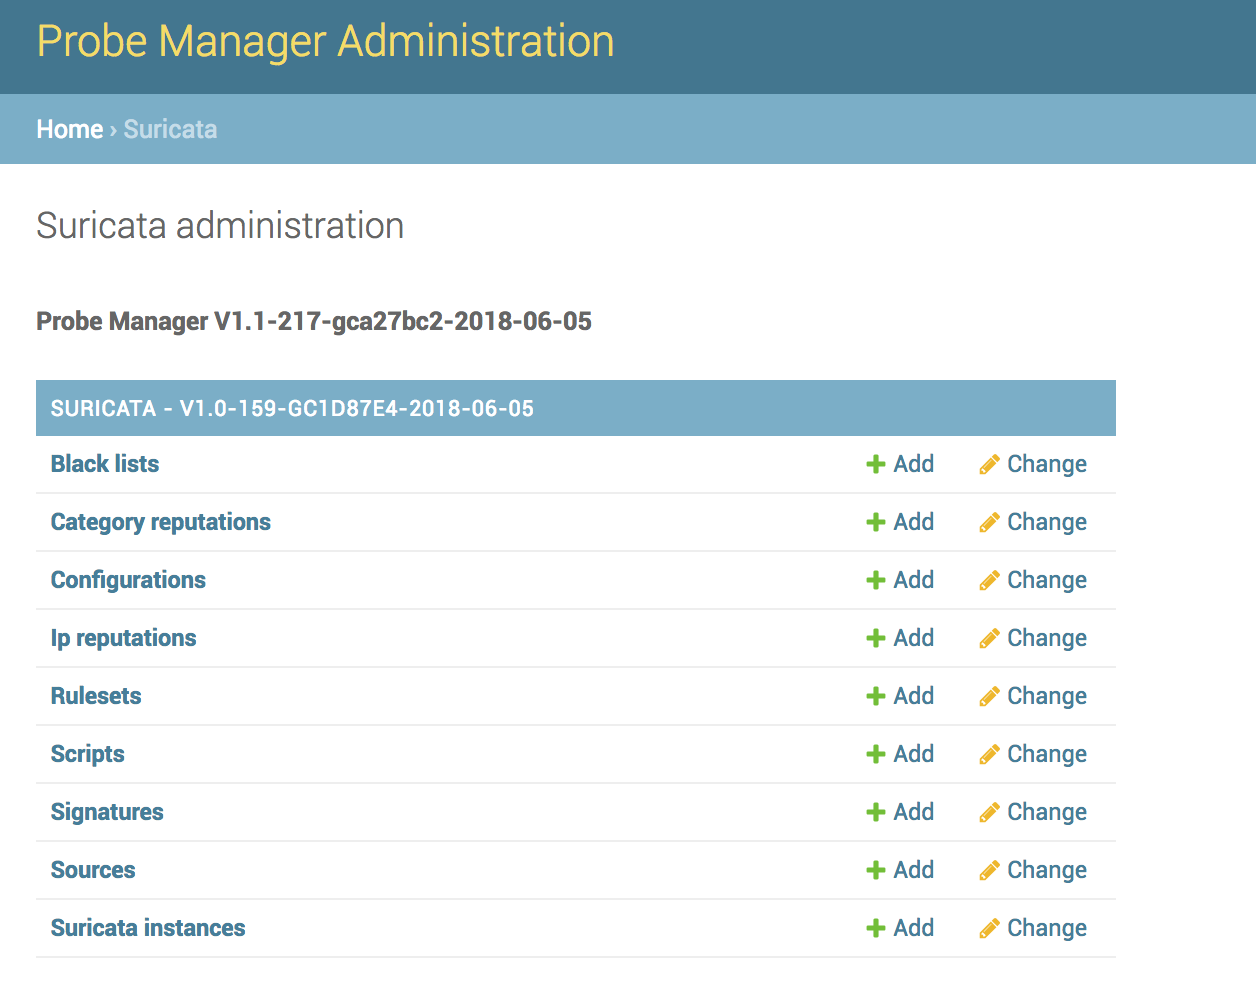 Probe Manager Administration
Home › Suricata
Suricata administration
Probe Manager V1.1-217-gca27bc2-2018-06-05
SURICATA - V1.0-159-GC1D87E4-2018-06-05
Black lists Add Change
Category reputations Add Change
Configurations Add Change
Ip reputations Add Change
Rulesets Add Change
Scripts Add Change
Signatures Add Change
Sources Add Change
Suricata instances Add Change